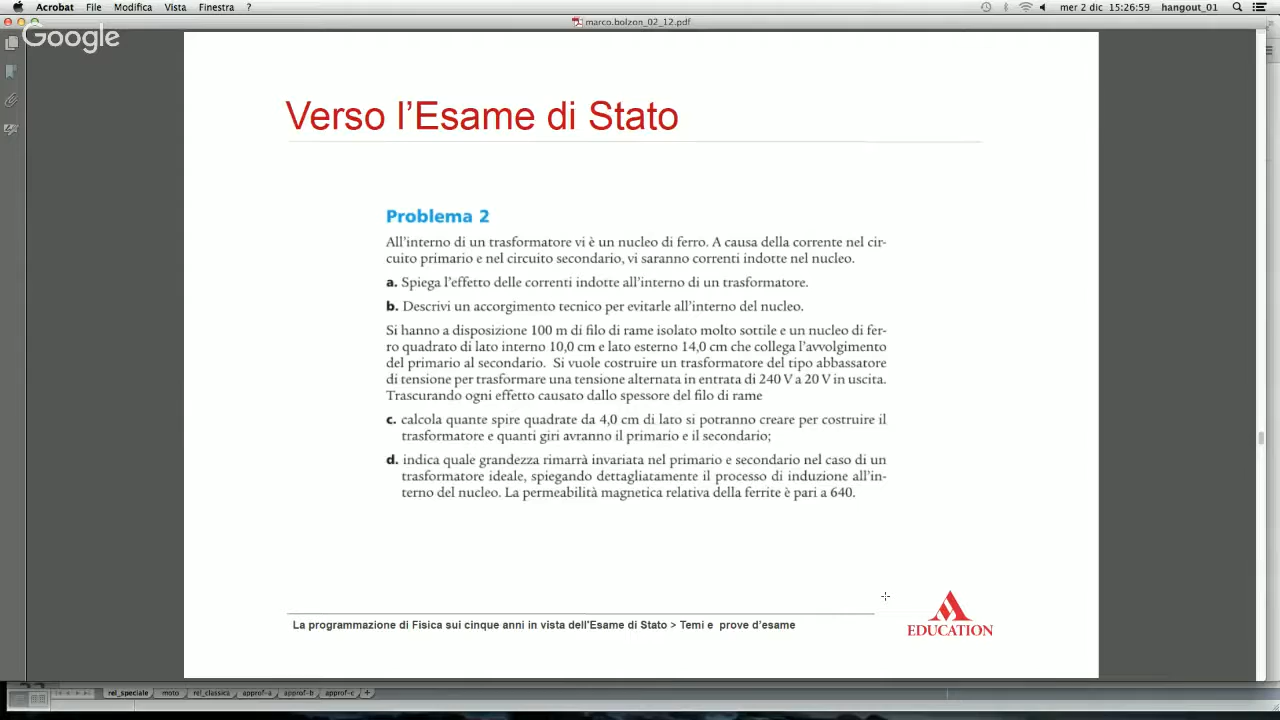 Acrobat File Modifica Vista Finestra ? mer 2 dic 15:26:59 hangout_01
marco.bolzon_02_12.pdf
Google
Verso l'Esame di Stato
Problema 2
All'interno di un trasformatore vi è un nucleo di ferro. A causa della corrente nel cir-
cuito primario e nel circuito secondario, vi saranno correnti indotte nel nucleo.
a. Spiega l'effetto delle correnti indotte all'interno di un trasformatore.
b. Descrivi un accorgimento tecnico per evitarle all'interno del nucleo.
Si hanno a disposizione 100 m di filo di rame isolato molto sottile e un nucleo di fer-
ro quadrato di lato interno 10,0 cm e lato esterno 14,0 cm che collega l'avvolgimento
del primario al secondario. Si vuole costruire un trasformatore del tipo abbassatore
di tensione per trasformare una tensione alternata in entrata di 240 V a 20 V in uscita.
Trascurando ogni effetto causato dallo spessore del filo di rame
c. calcola quante spire quadrate da 4,0 cm di lato si potranno creare per costruire il
trasformatore e quanti giri avranno il primario e il secondario;
d. indica quale grandezza rimarrà invariata nel primario e secondario nel caso di un
trasformatore ideale, spiegando dettagliatamente il processo di induzione all'in-
terno del nucleo. La permeabilità magnetica relativa della ferrite è pari a 640.
La programmazione di Fisica sui cinque anni in vista dell'Esame di Stato > Temi e prove d'esame
EDUCATION
rel_speciale moto rel_classica approf-a approf-b approf-c +